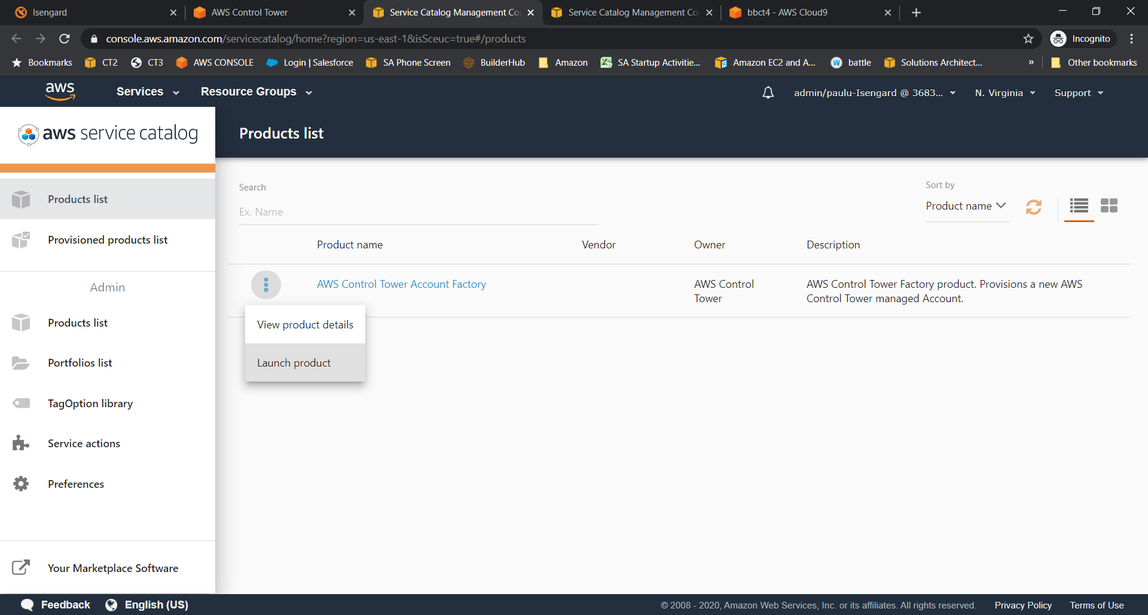 Isengard
AWS Control Tower
Service Catalog Management Co
Service Catalog Management Co
bbct4 - AWS Cloud9
console.aws.amazon.com/servicecatalog/home?region=us-east-1&isSceuc=true#/products
Incognito
Bookmarks
CT2
CT3
AWS CONSOLE
Login | Salesforce
SA Phone Screen
BuilderHub
Amazon
SA Startup Activitie...
Amazon EC2 and A...
battle
Solutions Architect...
»
Other bookmarks
aws
Services
Resource Groups
admin/paulu-Isengard @ 3683...
N. Virginia
Support
aws service catalog
Products list
Products list
Provisioned products list
Admin
Products list
Portfolios list
TagOption library
Service actions
Preferences
Your Marketplace Software
Search
Ex. Name
Sort by
Product name
Product name
Vendor
Owner
Description
AWS Control Tower Account Factory
AWS Control
Tower
AWS Control Tower Factory product. Provisions a new AWS
Control Tower managed Account.
View product details
Launch product
Feedback
English (US)
© 2008 - 2020, Amazon Web Services, Inc. or its affiliates. All rights reserved.
Privacy Policy
Terms of Use